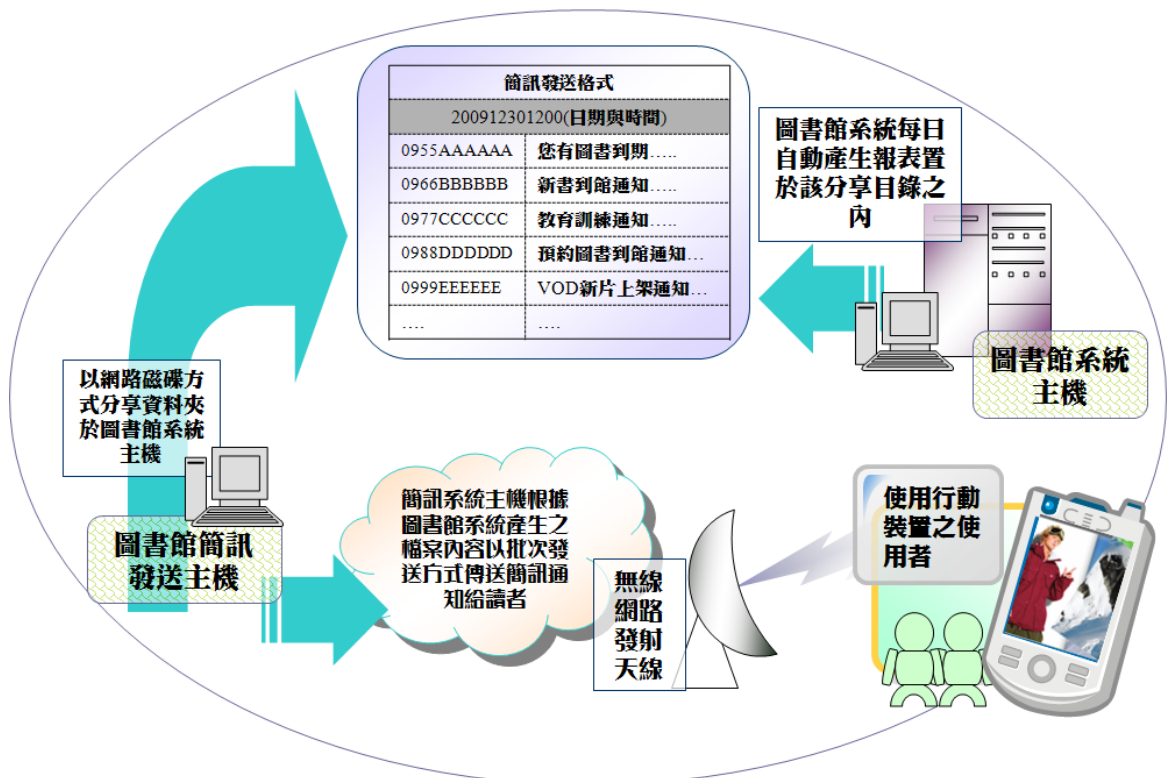 簡訊發送格式
200912301200(日期與時間)
0955AAAAAA 您有圖書到期…..
0966BBBBBB 新書到館通知…..
0977CCCCCC 教育訓練通知…..
0988DDDDDD 預約圖書到館通知…
0999EEEEEE VOD新片上架通知…
…. ….
圖書館系統每日
自動產生報表置
於該分享目錄之
內
圖書館系統
主機
以網路磁碟方
式分享資料夾
於圖書館系統
主機
圖書館簡訊
發送主機
簡訊系統主機根據
圖書館系統產生之
檔案內容以批次發
送方式傳送簡訊通
知給讀者
無線
網路
發射
天線
使用行動
裝置之使
用者